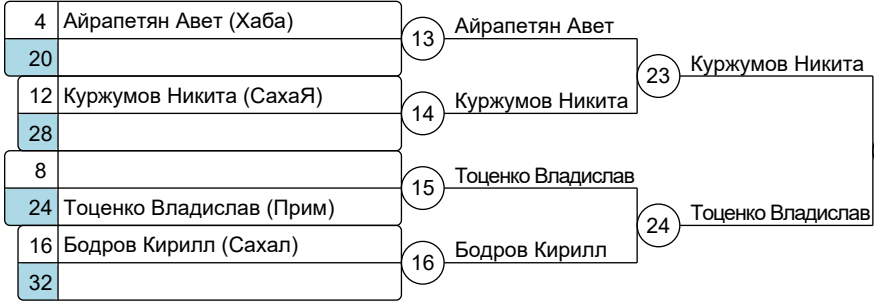 4 Айрапетян Авет (Хаба)
20
13 Айрапетян Авет
12 Куржумов Никита (СахаЯ)
28
14 Куржумов Никита
23 Куржумов Никита
8
24 Тоценко Владислав (Прим)
15 Тоценко Владислав
16 Бодров Кирилл (Сахал)
32
16 Бодров Кирилл
24 Тоценко Владислав